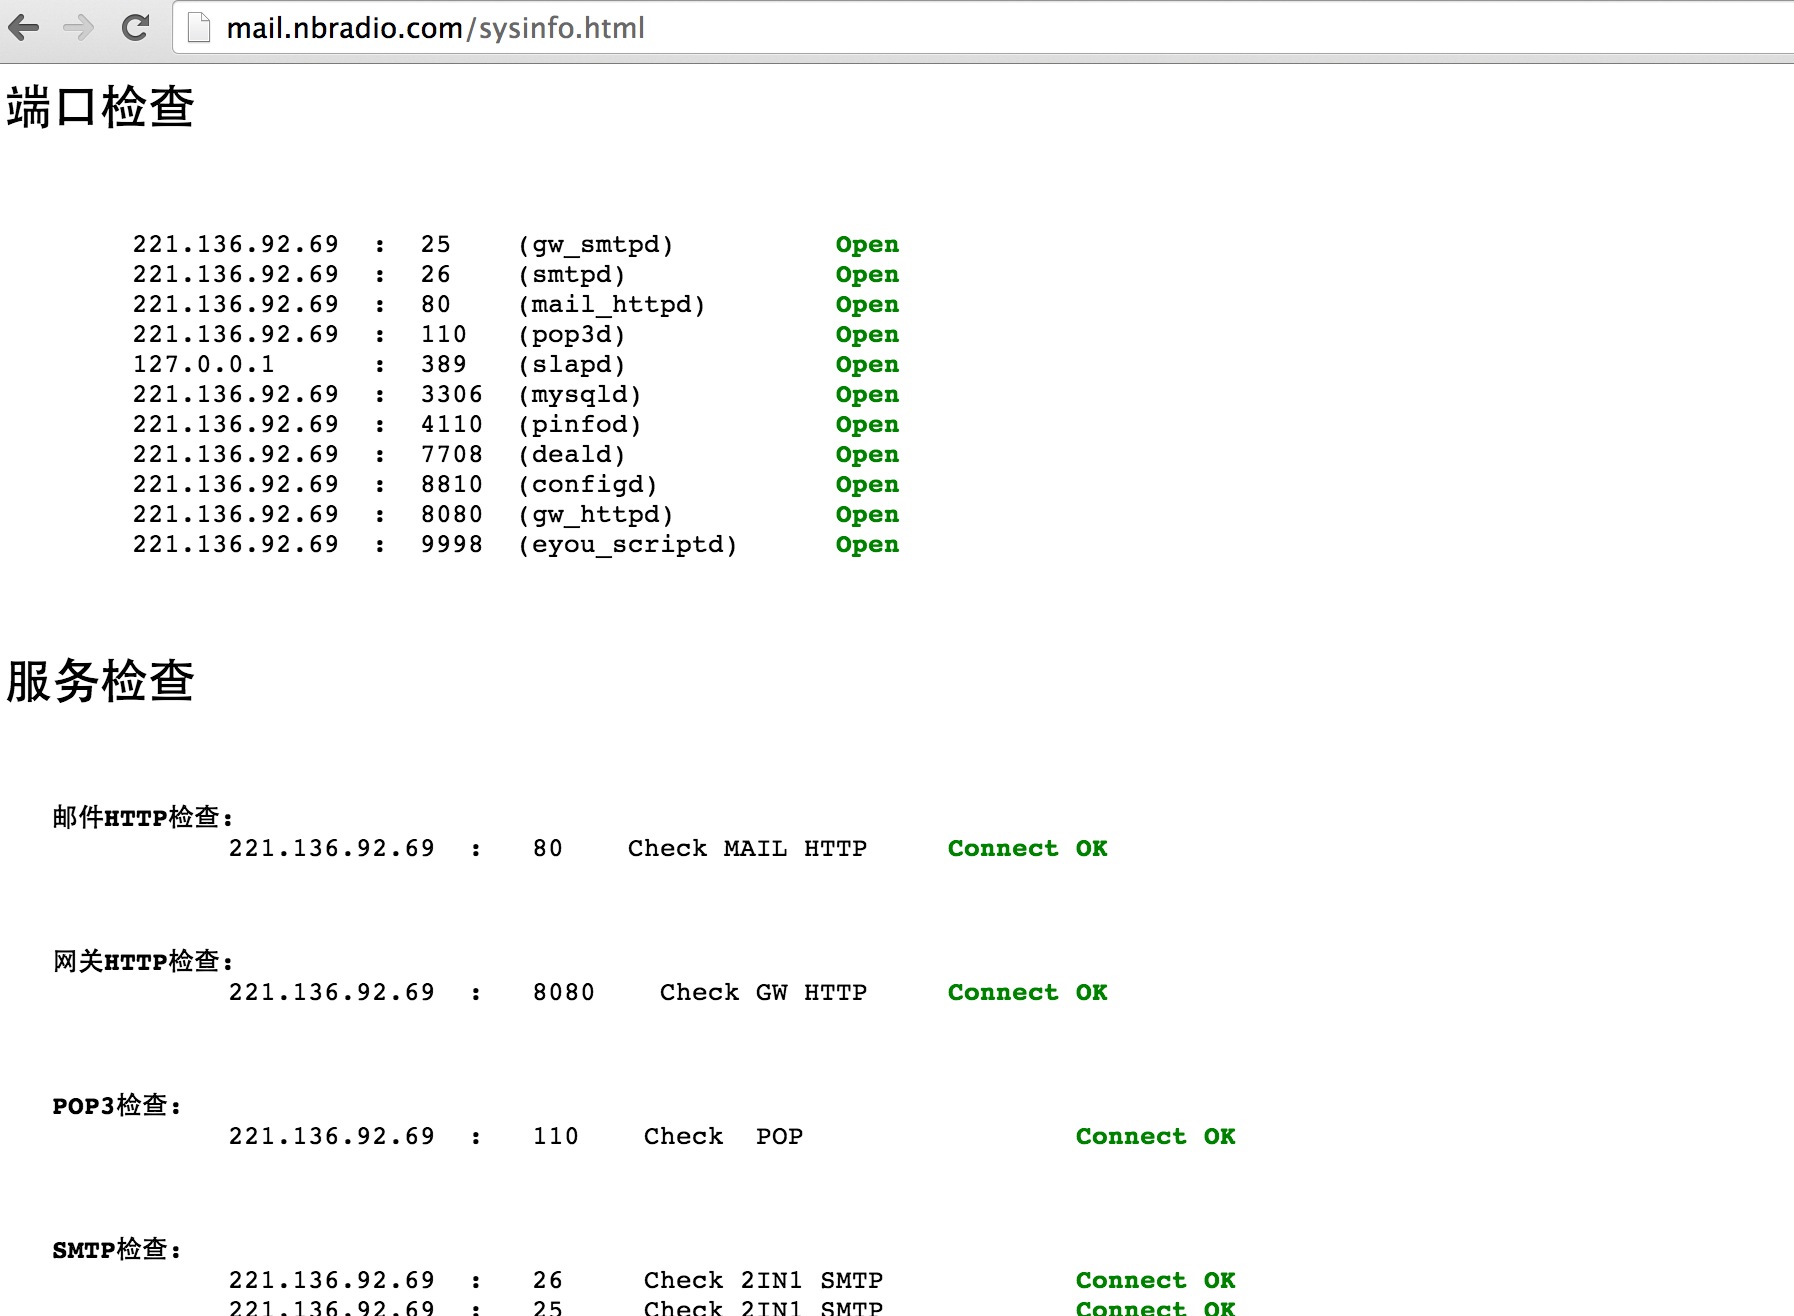 mail.nbradio.com/sysinfo.html
端口检查
221.136.92.69 : 25 (gw_smtpd) Open
221.136.92.69 : 26 (smtpd) Open
221.136.92.69 : 80 (mail_httpd) Open
221.136.92.69 : 110 (pop3d) Open
127.0.0.1 : 389 (slapd) Open
221.136.92.69 : 3306 (mysqld) Open
221.136.92.69 : 4110 (pinfod) Open
221.136.92.69 : 7708 (deald) Open
221.136.92.69 : 8810 (configd) Open
221.136.92.69 : 8080 (gw_httpd) Open
221.136.92.69 : 9998 (eyou_scriptd) Open
服务检查
邮件HTTP检查:
221.136.92.69 : 80 Check MAIL HTTP Connect OK
网关HTTP检查:
221.136.92.69 : 8080 Check GW HTTP Connect OK
POP3检查:
221.136.92.69 : 110 Check POP Connect OK
SMTP检查:
221.136.92.69 : 26 Check 2IN1 SMTP Connect OK
221.136.92.69 : 25 Check 2IN1 SMTP Connect OK